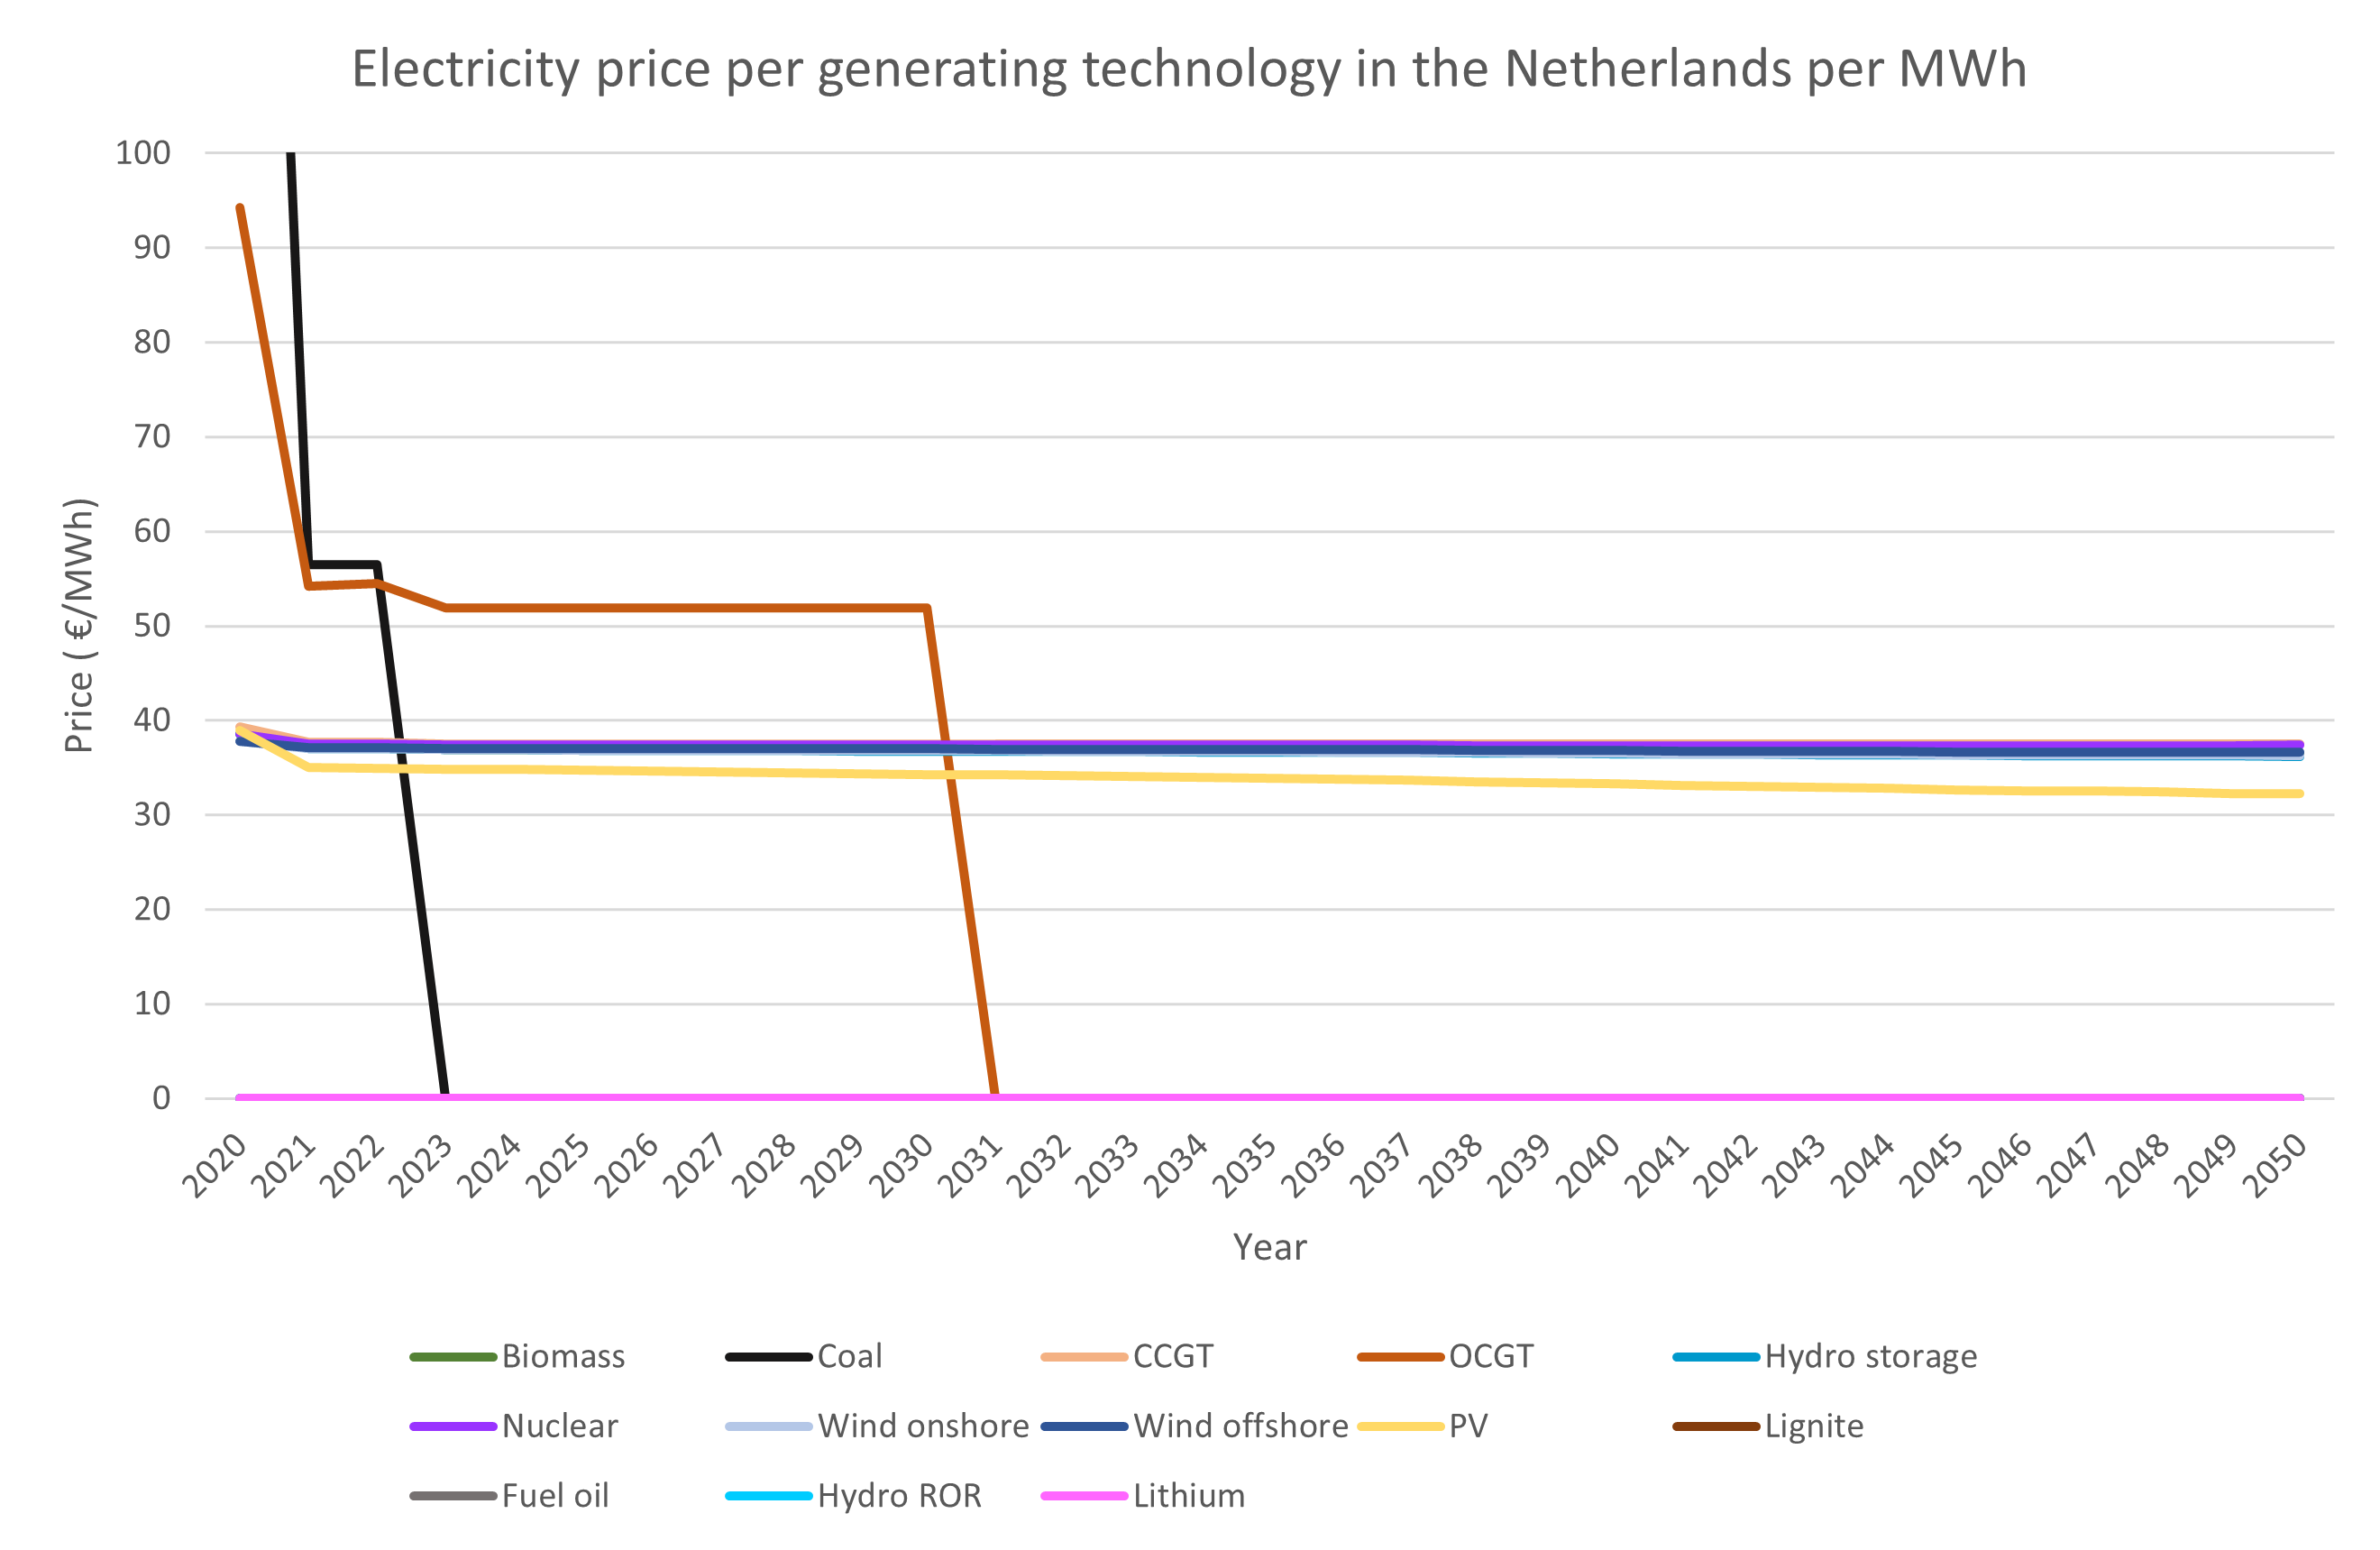 Electricity price per generating technology in the Netherlands per MWh
100
90
80
70
60
50
40
30
20
10
0
Price ( €/MWh)
2020 2021 2022 2023 2024 2025 2026 2027 2028 2029 2030 2031 2032 2033 2034 2035 2036 2037 2038 2039 2040 2041 2042 2043 2044 2045 2046 2047 2048 2049 2050
Year
Biomass Coal CCGT OCGT Hydro storage
Nuclear Wind onshore Wind offshore PV Lignite
Fuel oil Hydro ROR Lithium